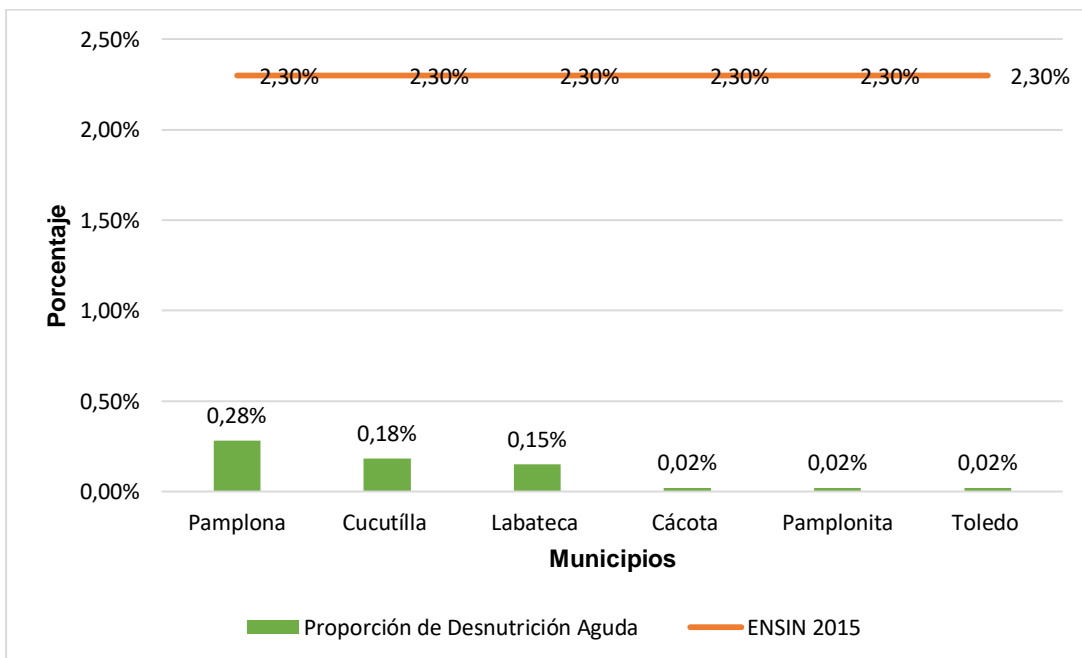 2,50%
2,30% 2,30% 2,30% 2,30% 2,30% 2,30%
2,00%
1,50%
Porcentaje
1,00%
0,50%
0,28% 0,18% 0,15% 0,02% 0,02% 0,02%
0,00%
Pamplona Cucutílla Labateca Cácota Pamplonita Toledo
Municipios
Proporción de Desnutrición Aguda ENSIN 2015